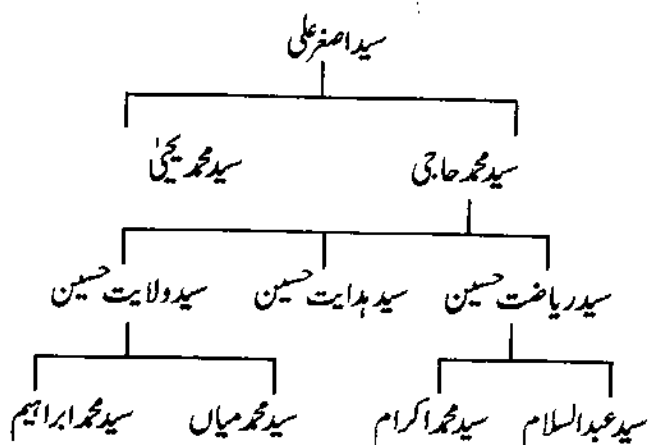 سید اصغر علی
سید محمد حاجی سید محمد یحییٰ
سید ریاضت حسین سید ہدایت حسین سید ولایت حسین
سید عبدالسلام سید محمد اکرام سید محمد میاں سید محمد ابراہیم